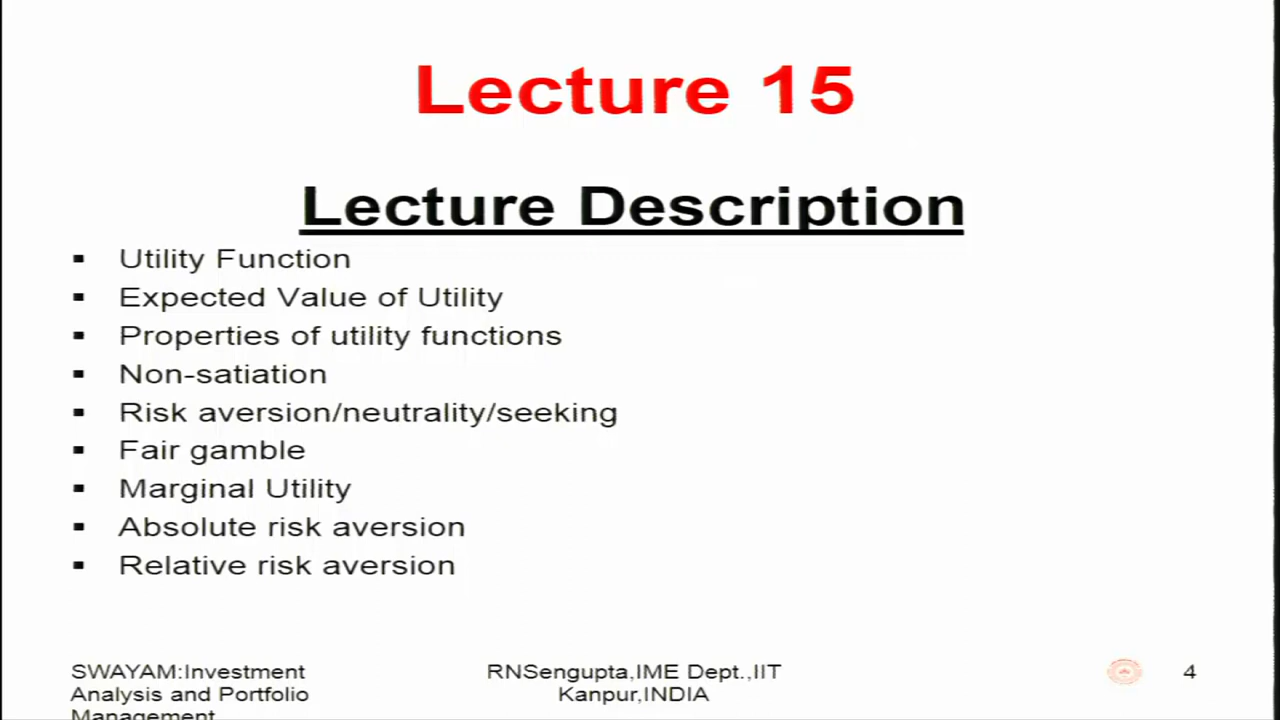 Lecture 15
Lecture Description
▪ Utility Function
▪ Expected Value of Utility
▪ Properties of utility functions
▪ Non-satiation
▪ Risk aversion/neutrality/seeking
▪ Fair gamble
▪ Marginal Utility
▪ Absolute risk aversion
▪ Relative risk aversion
SWAYAM:Investment
Analysis and Portfolio
Management
RNSengupta,IME Dept.,IIT
Kanpur,INDIA
4